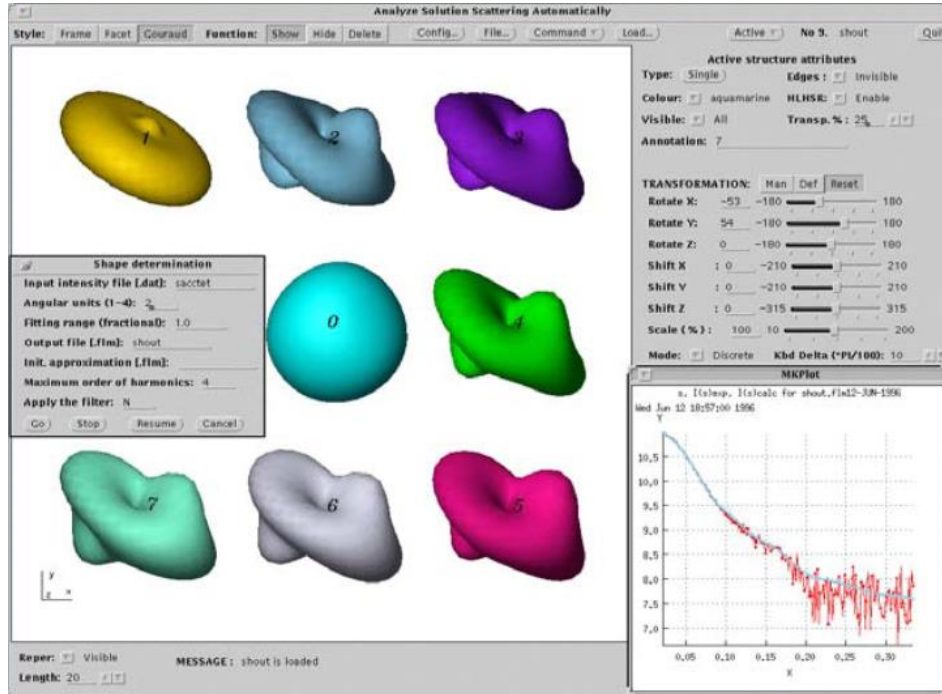 Analyze Solution Scattering Automatically
Style: Frame Facet Gouraud Function: Show Hide Delete Config… File… Command Load… Active No 9. shout Quit
Active structure attributes
Type: Single Edges : Invisible
Colour: aquamarine HLHSR: Enable
Visible: All Transp.% : 25
Annotation: 7
TRANSFORMATION: Man Def Reset
Rotate X: -53 -180 180
Rotate Y: 54 -180 180
Rotate Z: 0 -180 180
Shift X : 0 -210 210
Shift Y : 0 -210 210
Shift Z : 0 -315 315
Scale (%) : 100 10 200
Mode: Discrete Kbd Delta (*PI/100): 10
1
2
3
Shape determination
Input intensity file [.dat]: sacctet
Angular units (1-4): 2
Fitting range (fractional): 1.0
Output file [.flm]: shout
Init. approximation [.flm]:
Maximum order of harmonics: 4
Apply the filter: N
Go Stop Resume Cancel
0
4
7
6
5
y
z x
MKPlot
s, I(s)exp, I(s)calc for shout.flm12-JUN-1996
Wed Jun 12 18:57:00 1996
Y
10.5
10.0
9.5
9.0
8.5
8.0
7.5
7.0
0.05 0.10 0.15 0.20 0.25 0.30
X
Reper: Visible
MESSAGE : shout is loaded
Length: 20